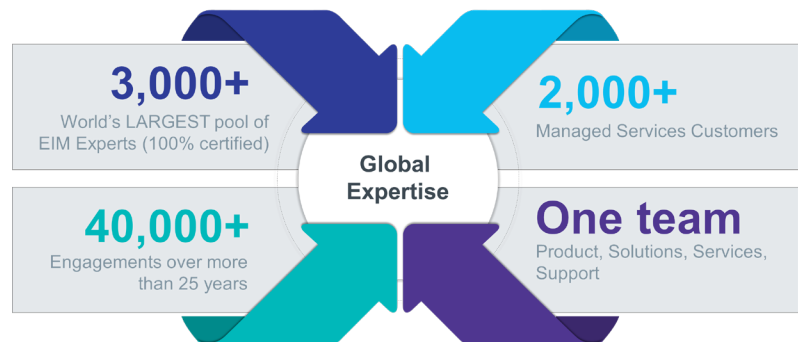 3,000+
World's LARGEST pool of
EIM Experts (100% certified)
2,000+
Managed Services Customers
Global
Expertise
40,000+
Engagements over more
than 25 years
One team
Product, Solutions, Services,
Support